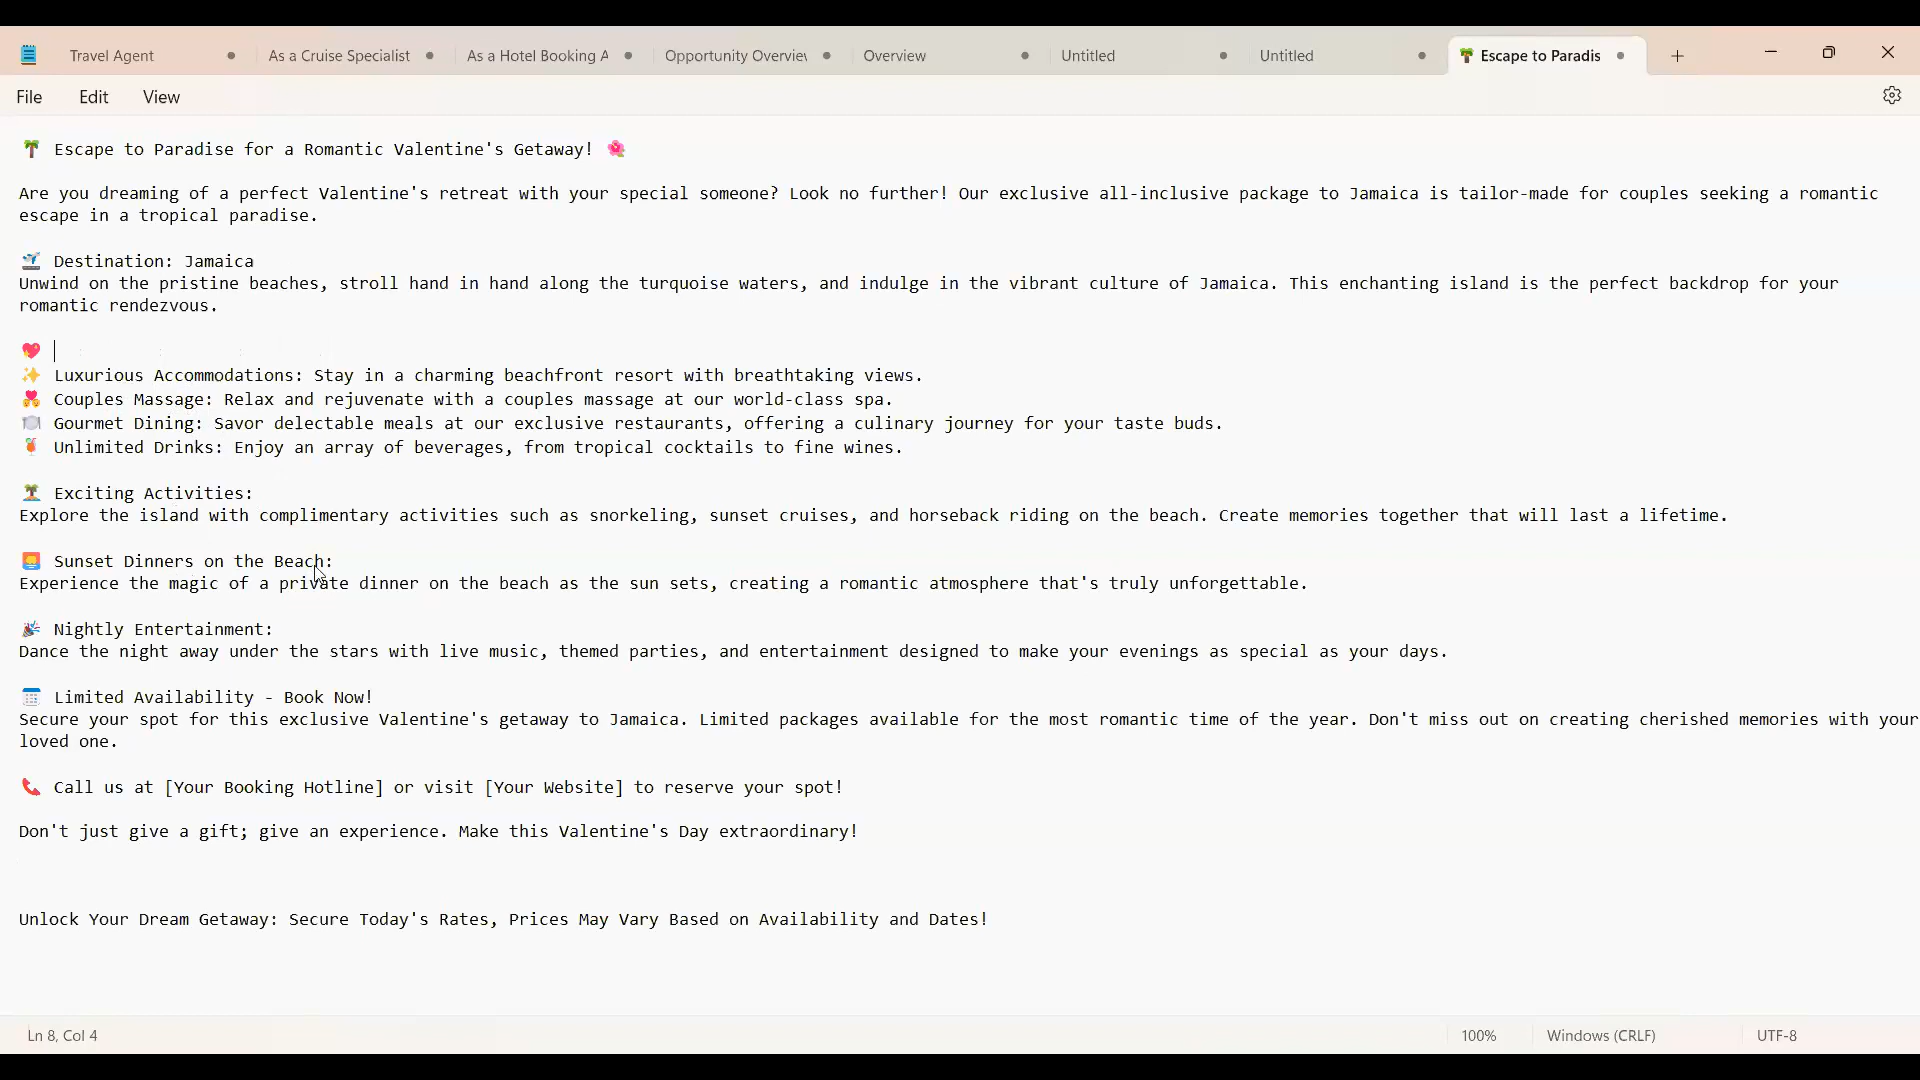 Travel Agent
As a Cruise Specialist
As a Hotel Booking A
Opportunity Overview
Overview
Untitled
Untitled
🌴 Escape to Paradis
File Edit View
🌴 Escape to Paradise for a Romantic Valentine's Getaway! 🌺
Are you dreaming of a perfect Valentine's retreat with your special someone? Look no further! Our exclusive all-inclusive package to Jamaica is tailor-made for couples seeking a romantic
escape in a tropical paradise.
🛫 Destination: Jamaica
Unwind on the pristine beaches, stroll hand in hand along the turquoise waters, and indulge in the vibrant culture of Jamaica. This enchanting island is the perfect backdrop for your
romantic rendezvous.
💖
✨ Luxurious Accommodations: Stay in a charming beachfront resort with breathtaking views.
💑 Couples Massage: Relax and rejuvenate with a couples massage at our world-class spa.
🍽️ Gourmet Dining: Savor delectable meals at our exclusive restaurants, offering a culinary journey for your taste buds.
🍹 Unlimited Drinks: Enjoy an array of beverages, from tropical cocktails to fine wines.
🏝️ Exciting Activities:
Explore the island with complimentary activities such as snorkeling, sunset cruises, and horseback riding on the beach. Create memories together that will last a lifetime.
🌅 Sunset Dinners on the Beach:
Experience the magic of a private dinner on the beach as the sun sets, creating a romantic atmosphere that's truly unforgettable.
🎉 Nightly Entertainment:
Dance the night away under the stars with live music, themed parties, and entertainment designed to make your evenings as special as your days.
🗓️ Limited Availability - Book Now!
Secure your spot for this exclusive Valentine's getaway to Jamaica. Limited packages available for the most romantic time of the year. Don't miss out on creating cherished memories with your
loved one.
📞 Call us at [Your Booking Hotline] or visit [Your Website] to reserve your spot!
Don't just give a gift; give an experience. Make this Valentine's Day extraordinary!
Unlock Your Dream Getaway: Secure Today's Rates, Prices May Vary Based on Availability and Dates!
Ln 8, Col 4
100%
Windows (CRLF)
UTF-8